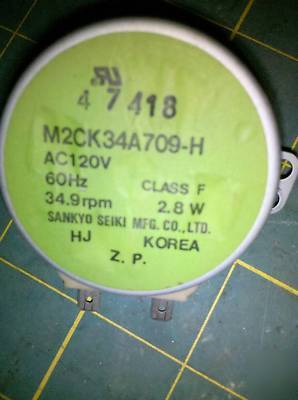 47418
M2CK34A709-H
AC120V
60Hz CLASS F
34.9rpm 2.8 W
SANKYO SEIKI MFG. CO., LTD.
HJ KOREA
Z. P.